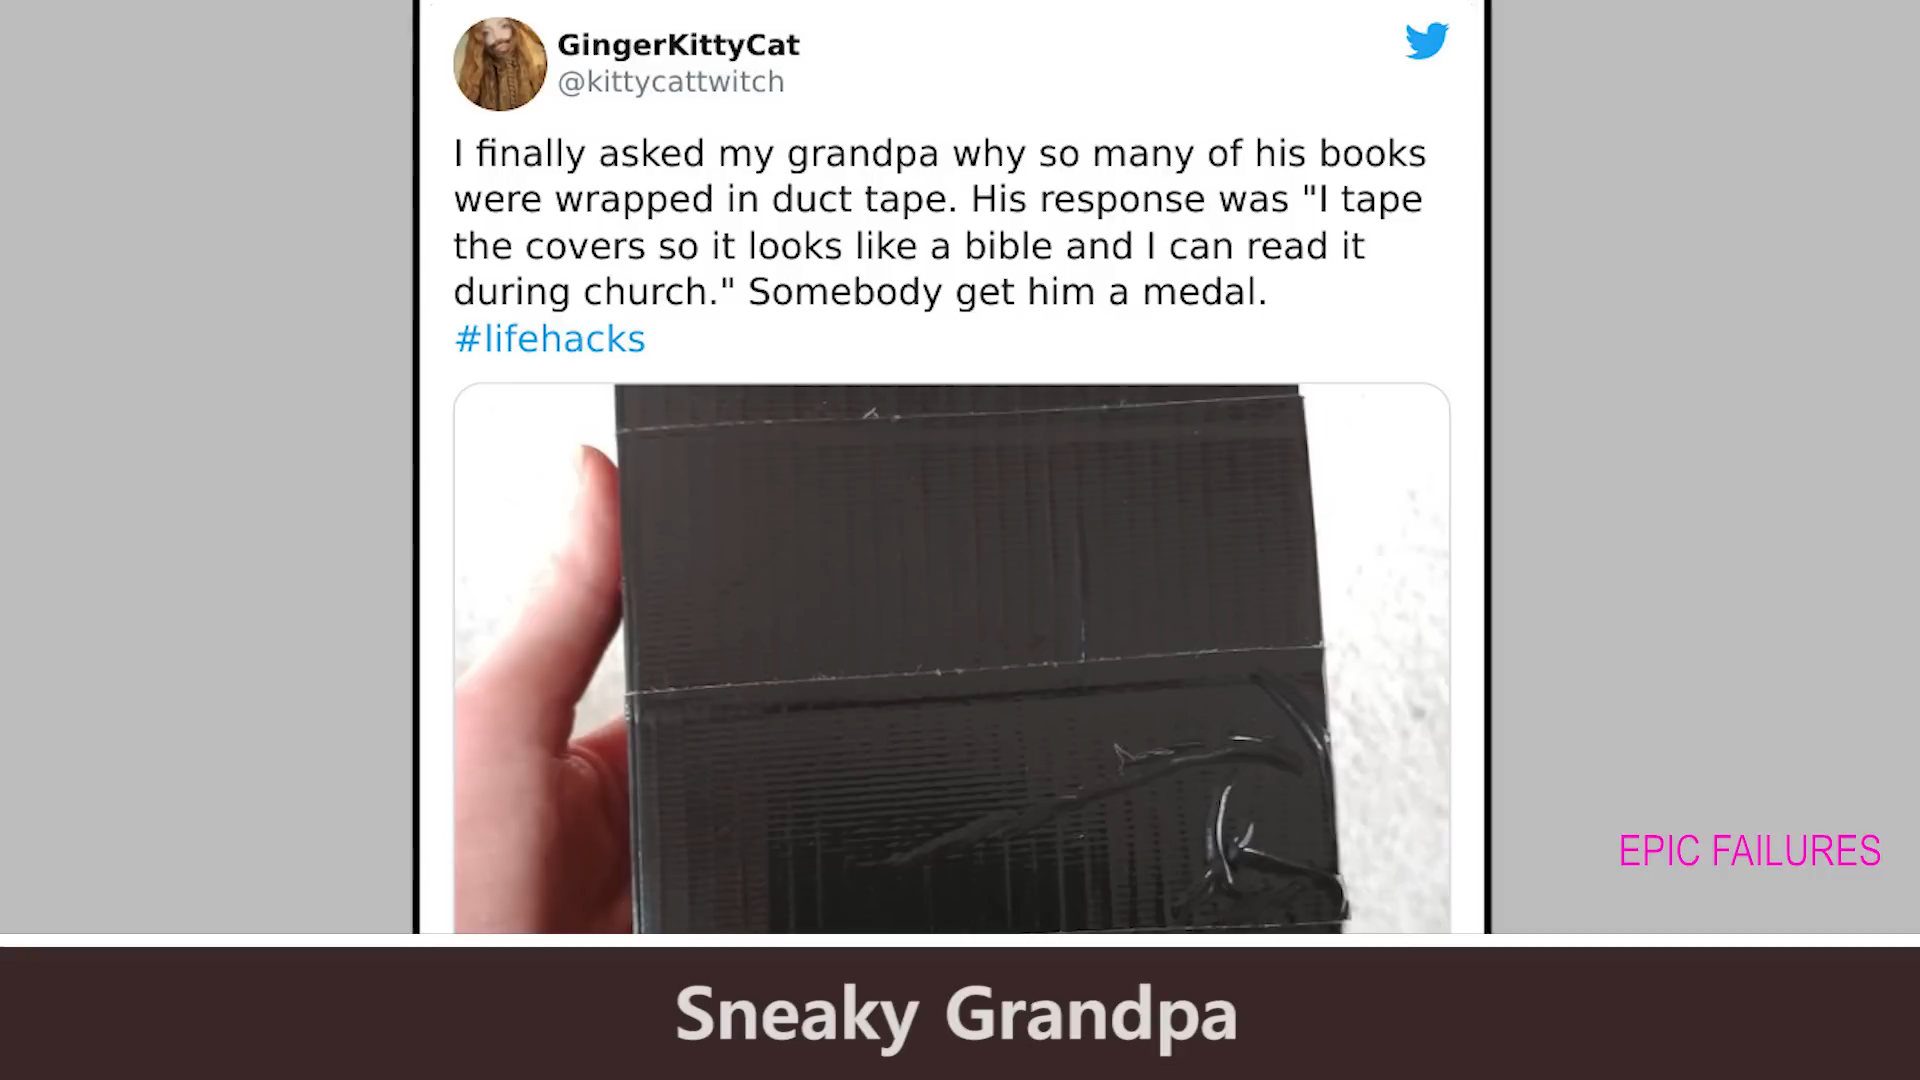 GingerKittyCat
@kittycattwitch
I finally asked my grandpa why so many of his books
were wrapped in duct tape. His response was "I tape
the covers so it looks like a bible and I can read it
during church." Somebody get him a medal.
#lifehacks
EPIC FAILURES
Sneaky Grandpa